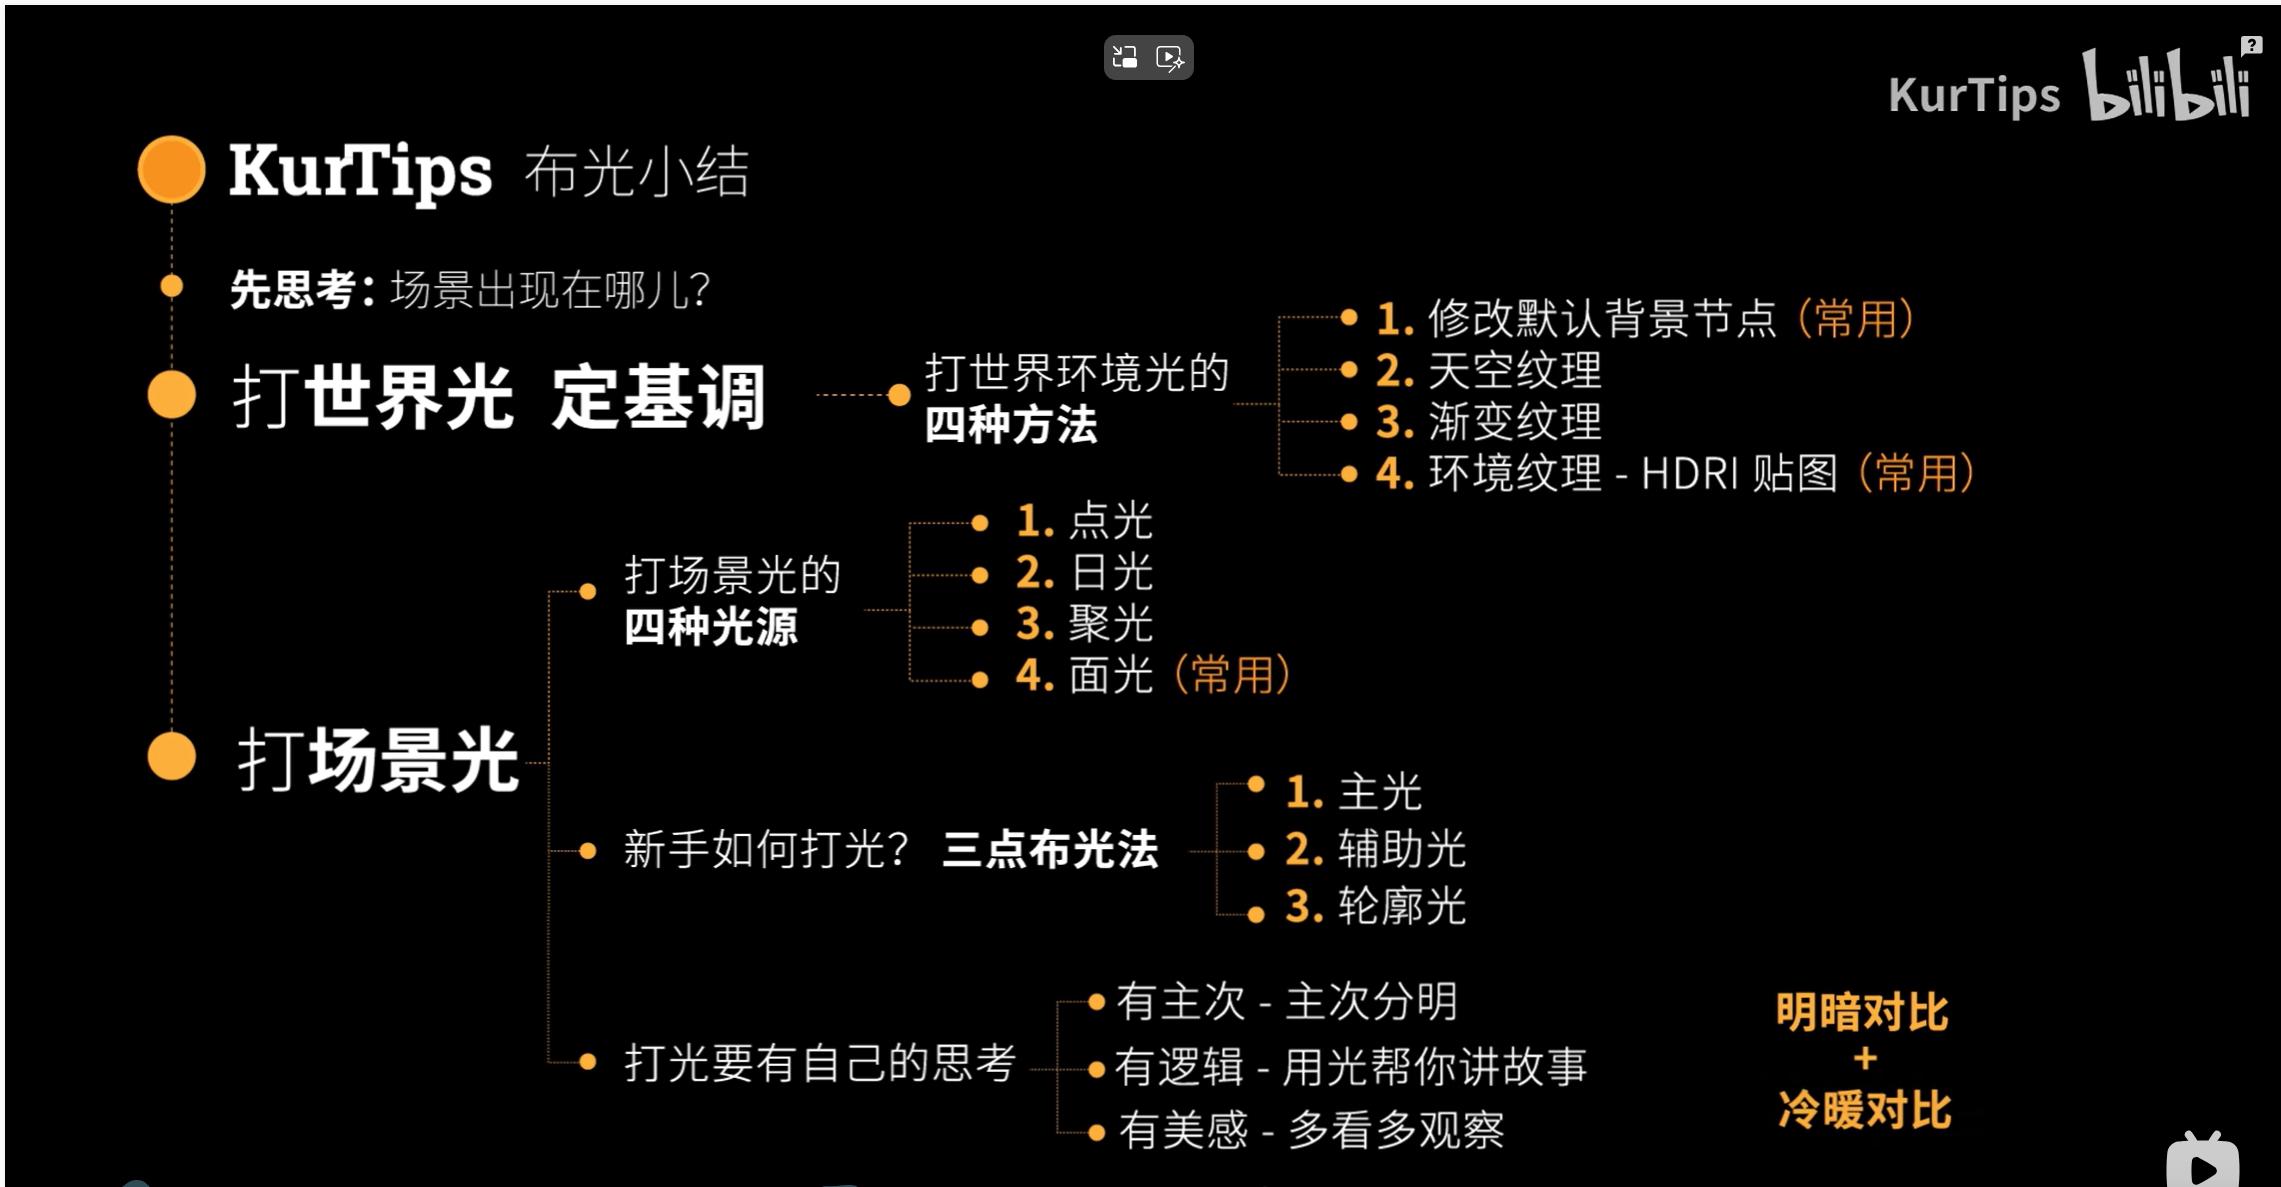 KurTips bilibili
KurTips 布光小结
先思考：场景出现在哪儿？
打世界光 定基调
打世界环境光的
四种方法
1. 修改默认背景节点（常用）
2. 天空纹理
3. 渐变纹理
4. 环境纹理 - HDRI 贴图（常用）
打场景光
打场景光的
四种光源
1. 点光
2. 日光
3. 聚光
4. 面光（常用）
新手如何打光？ 三点布光法
1. 主光
2. 辅助光
3. 轮廓光
打光要有自己的思考
有主次 - 主次分明
有逻辑 - 用光帮你讲故事
有美感 - 多看多观察
明暗对比
+
冷暖对比